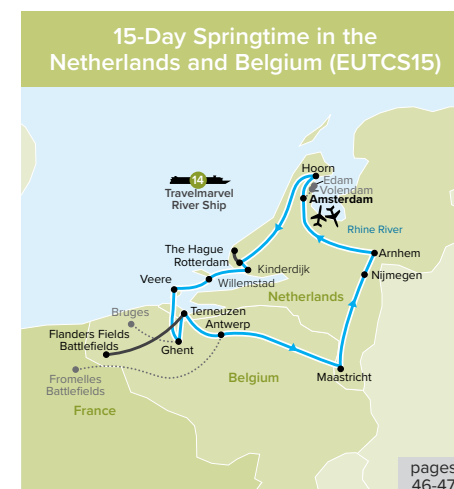 15-Day Springtime in the
Netherlands and Belgium (EUTCS15)
14
Travelmarvel
River Ship
Hoorn
Edam
Volendam
Amsterdam
Rhine River
The Hague
Rotterdam
Kinderdijk
Arnhem
Nijmegen
Veere
Willemstad
Netherlands
Bruges
Terneuzen
Antwerp
Flanders Fields
Battlefields
Ghent
Fromelles
Battlefields
Belgium
Maastricht
France
pages
46-47